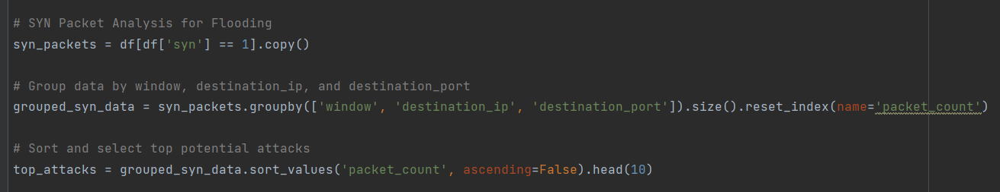 # SYN Packet Analysis for Flooding
syn_packets = df[df['syn'] == 1].copy()
# Group data by window, destination_ip, and destination_port
grouped_syn_data = syn_packets.groupby(['window', 'destination_ip', 'destination_port']).size().reset_index(name='packet_count')
# Sort and select top potential attacks
top_attacks = grouped_syn_data.sort_values('packet_count', ascending=False).head(10)